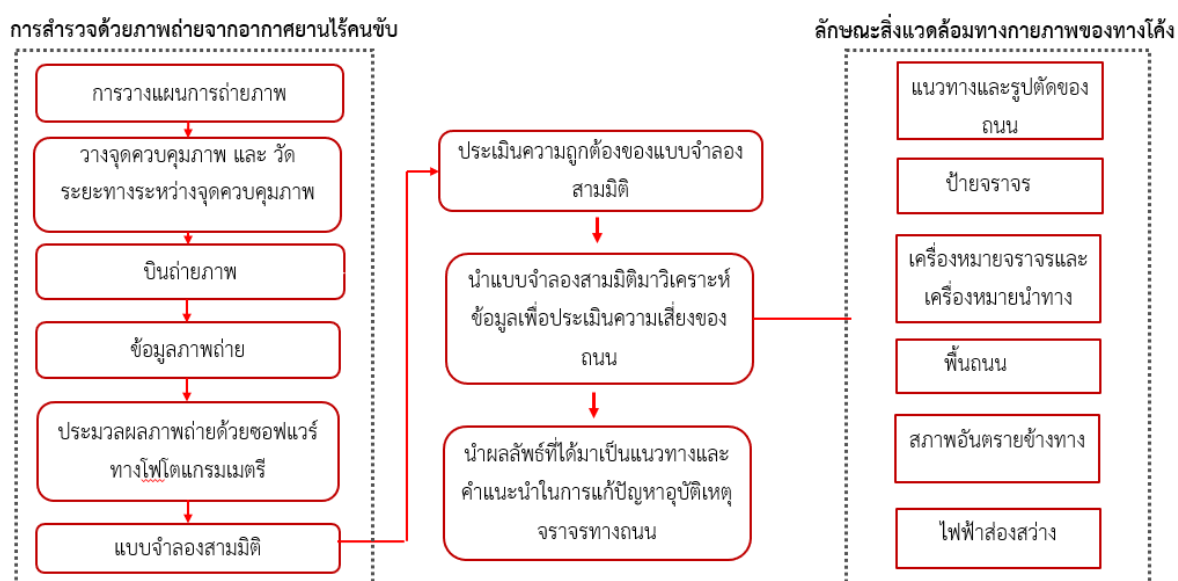 การสำรวจด้วยภาพถ่ายจากอากาศยานไร้คนขับ
การวางแผนการถ่ายภาพ
วางจุดควบคุมภาพ และ วัด
ระยะทางระหว่างจุดควบคุมภาพ
บินถ่ายภาพ
ข้อมูลภาพถ่าย
ประมวลผลภาพถ่ายด้วยซอฟแวร์
ทางโฟโตแกรมเมตรี
แบบจำลองสามมิติ
ประเมินความถูกต้องของแบบจำลอง
สามมิติ
นำแบบจำลองสามมิติมาวิเคราะห์
ข้อมูลเพื่อประเมินความเสี่ยงของ
ถนน
นำผลลัพธ์ที่ได้มาเป็นแนวทางและ
คำแนะนำในการแก้ปัญหาอุบัติเหตุ
จราจรทางถนน
ลักษณะสิ่งแวดล้อมทางกายภาพของทางโค้ง
แนวทางและรูปตัดของ
ถนน
ป้ายจราจร
เครื่องหมายจราจรและ
เครื่องหมายนำทาง
พื้นถนน
สภาพอันตรายข้างทาง
ไฟฟ้าส่องสว่าง